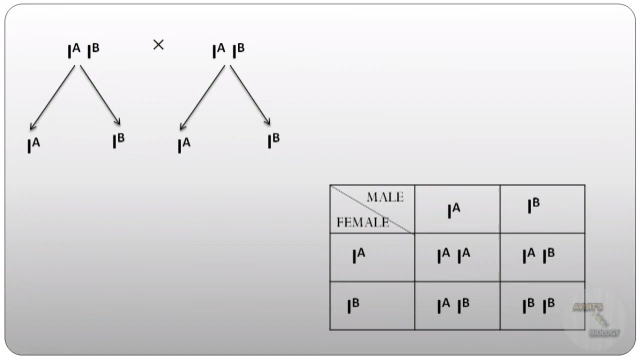 Iᴬ Iᴮ × Iᴬ Iᴮ
Iᴬ Iᴮ Iᴬ Iᴮ
MALE
FEMALE
Iᴬ Iᴮ
Iᴬ Iᴬ Iᴬ Iᴬ Iᴮ
Iᴮ Iᴬ Iᴮ Iᴮ Iᴮ
BIOLOGY